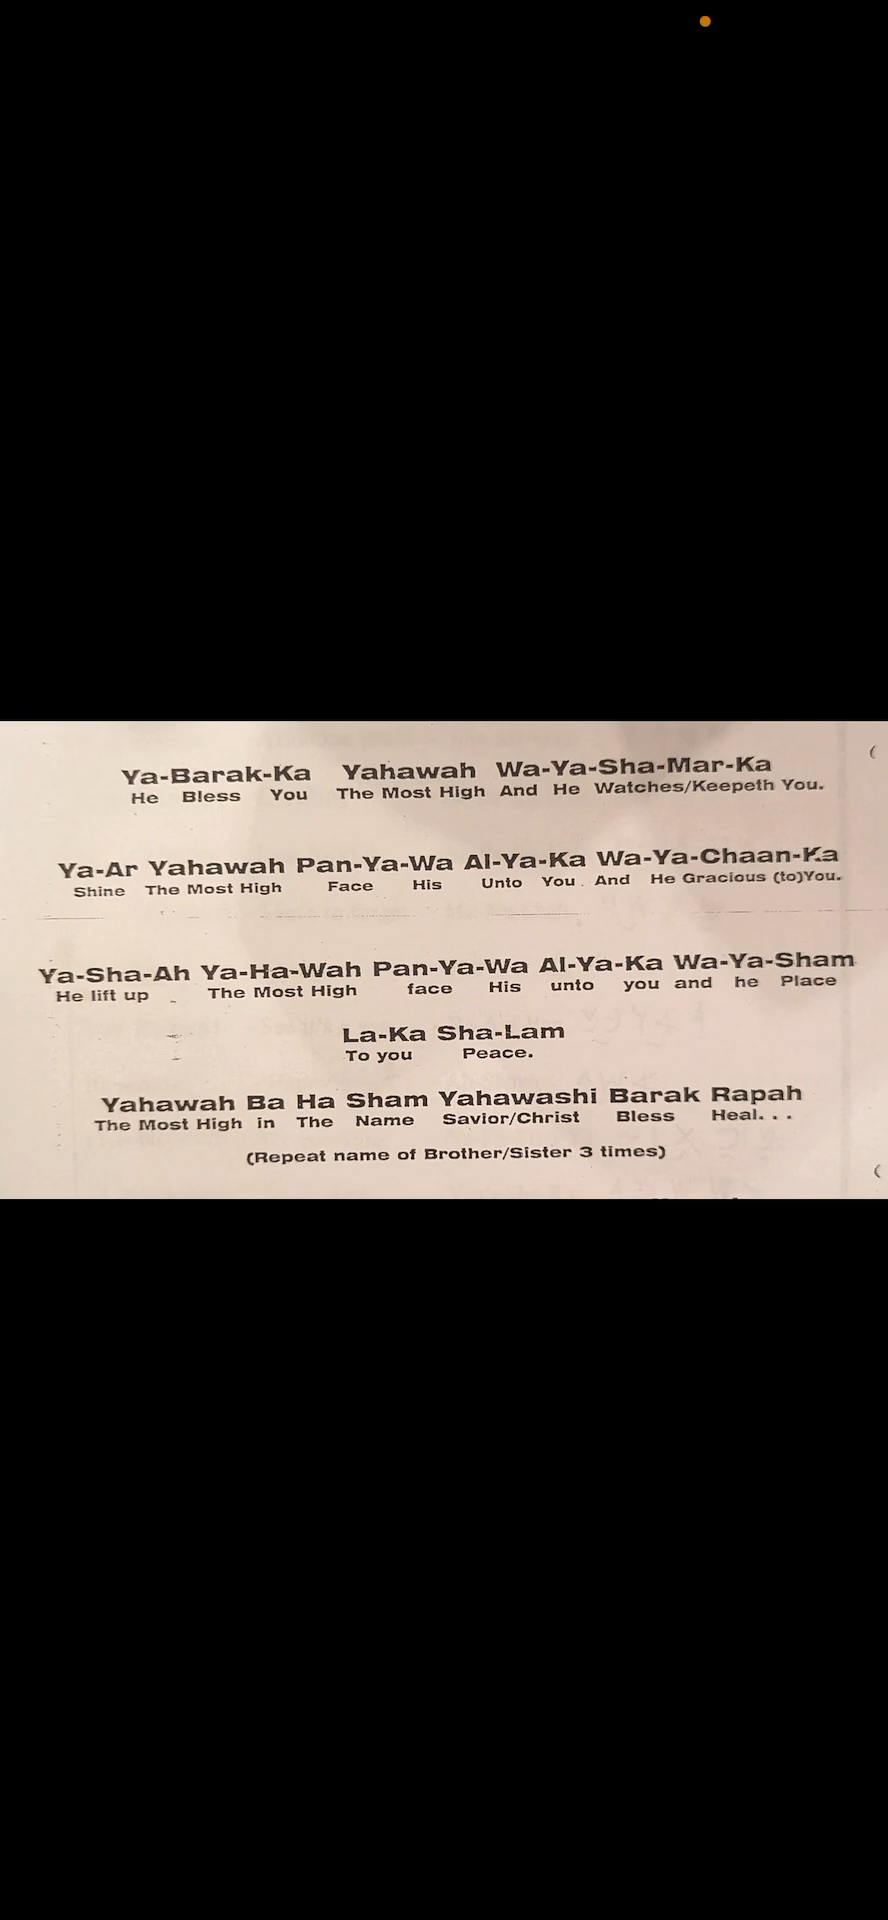 Ya-Barak-Ka Yahawah Wa-Ya-Sha-Mar-Ka
He Bless You The Most High And He Watches/Keepeth You.
Ya-Ar Yahawah Pan-Ya-Wa Al-Ya-Ka Wa-Ya-Chaan-Ka
Shine The Most High Face His Unto You And He Gracious (to)You.
Ya-Sha-Ah Ya-Ha-Wah Pan-Ya-Wa Al-Ya-Ka Wa-Ya-Sham
He lift up The Most High face His unto you and he Place
La-Ka Sha-Lam
To you Peace.
Yahawah Ba Ha Sham Yahawashi Barak Rapah
The Most High in The Name Savior/Christ Bless Heal. . .
(Repeat name of Brother/Sister 3 times)